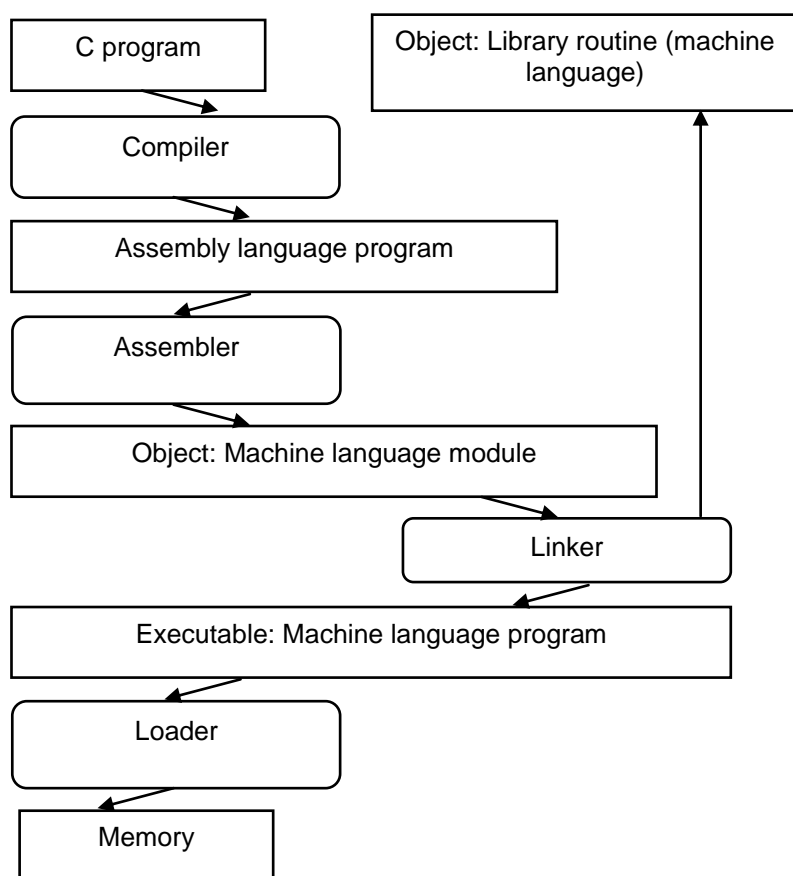 C program
Object: Library routine (machine
language)
Compiler
Assembly language program
Assembler
Object: Machine language module
Linker
Executable: Machine language program
Loader
Memory